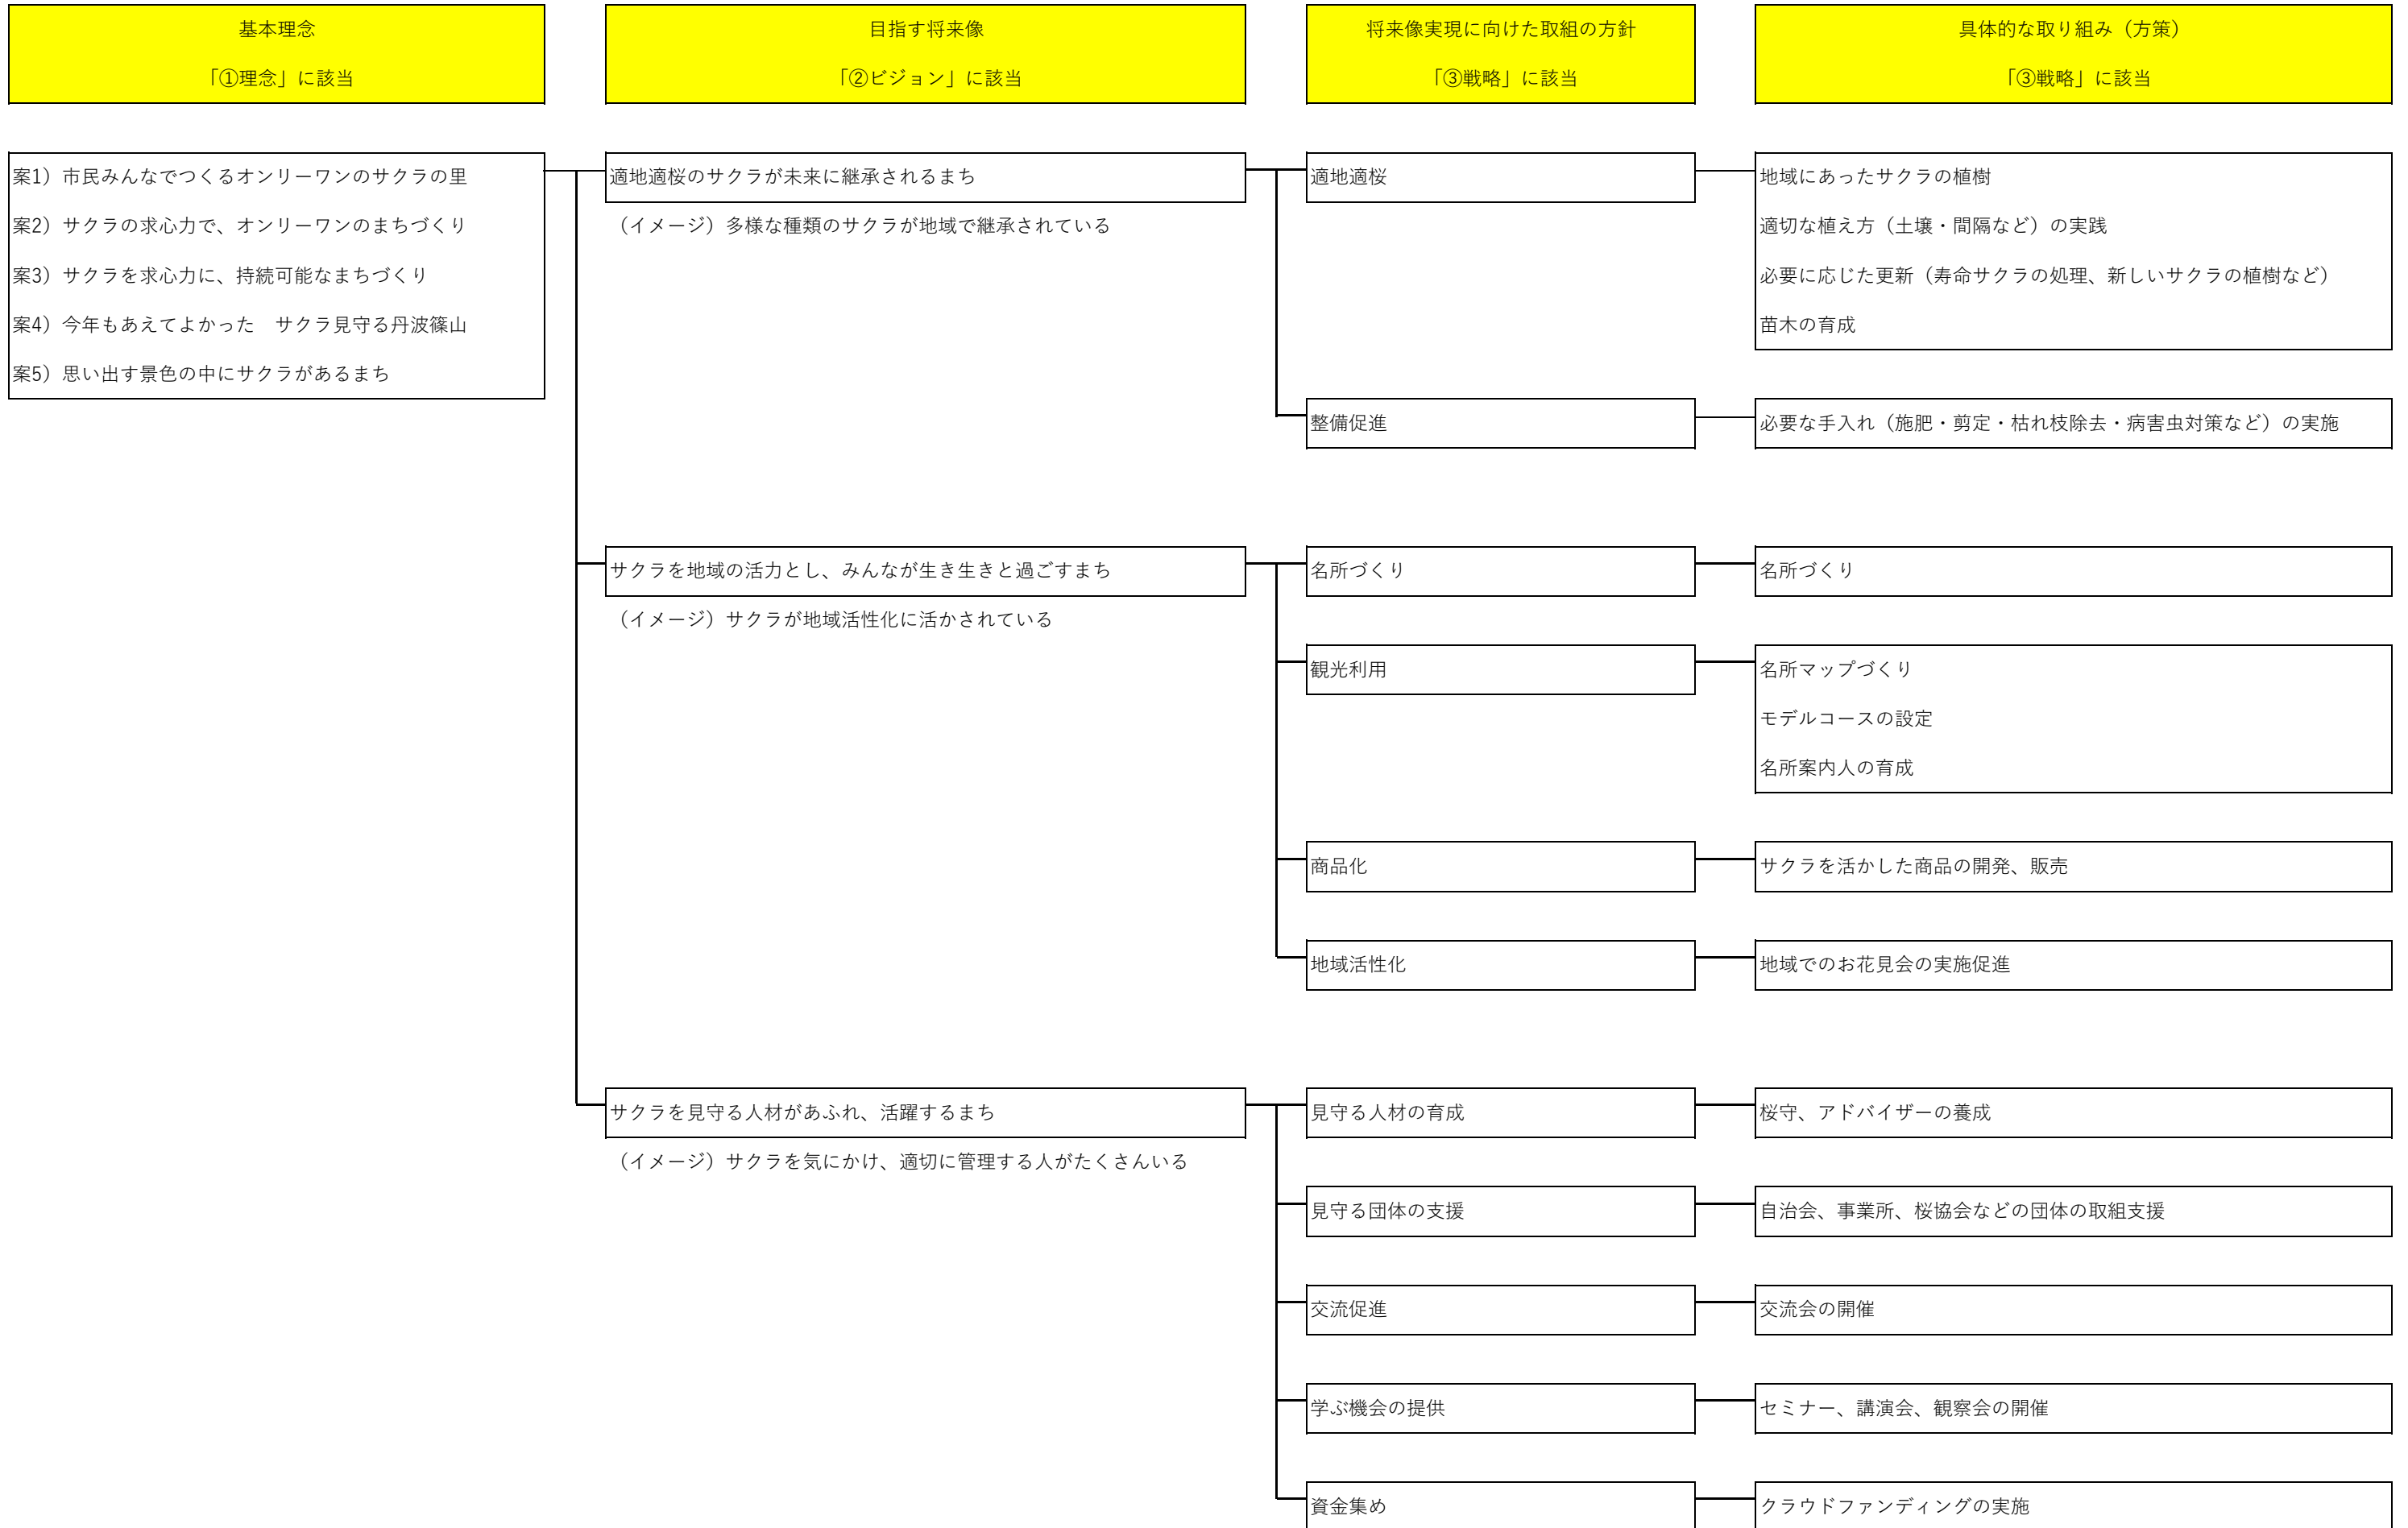 基本理念
「①理念」に該当
目指す将来像
「②ビジョン」に該当
将来像実現に向けた取組の方針
「③戦略」に該当
具体的な取り組み（方策）
「③戦略」に該当
案1）市民みんなでつくるオンリーワンのサクラの里
案2）サクラの求心力で、オンリーワンのまちづくり
案3）サクラを求心力に、持続可能なまちづくり
案4）今年もあえてよかった　サクラ見守る丹波篠山
案5）思い出す景色の中にサクラがあるまち
適地適桜のサクラが未来に継承されるまち
（イメージ）多様な種類のサクラが地域で継承されている
適地適桜
地域にあったサクラの植樹
適切な植え方（土壌・間隔など）の実践
必要に応じた更新（寿命サクラの処理、新しいサクラの植樹など）
苗木の育成
整備促進
必要な手入れ（施肥・剪定・枯れ枝除去・病害虫対策など）の実施
サクラを地域の活力とし、みんなが生き生きと過ごすまち
（イメージ）サクラが地域活性化に活かされている
名所づくり
名所づくり
観光利用
名所マップづくり
モデルコースの設定
名所案内人の育成
商品化
サクラを活かした商品の開発、販売
地域活性化
地域でのお花見会の実施促進
サクラを見守る人材があふれ、活躍するまち
（イメージ）サクラを気にかけ、適切に管理する人がたくさんいる
見守る人材の育成
桜守、アドバイザーの養成
見守る団体の支援
自治会、事業所、桜協会などの団体の取組支援
交流促進
交流会の開催
学ぶ機会の提供
セミナー、講演会、観察会の開催
資金集め
クラウドファンディングの実施